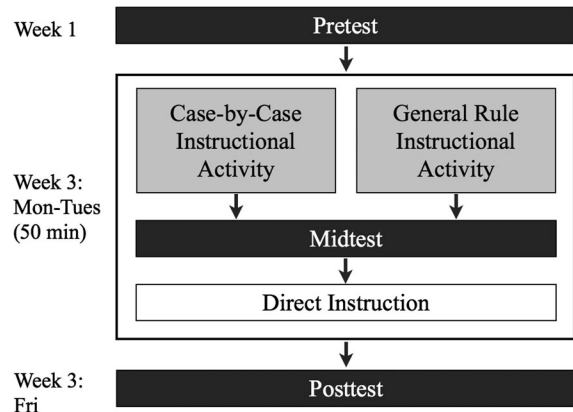 Week 1
Pretest
Case-by-Case
Instructional
Activity
General Rule
Instructional
Activity
Week 3:
Mon-Tues
(50 min)
Midtest
Direct Instruction
Week 3:
Fri
Posttest